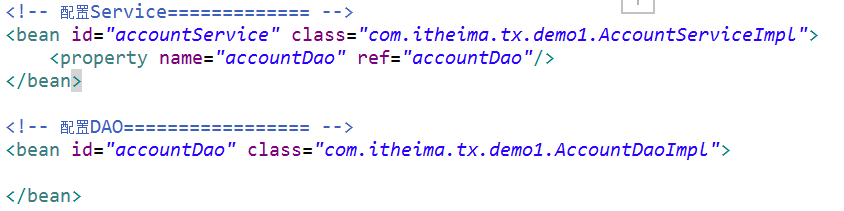 <!-- 配置Service============= -->
<bean id="accountService" class="com.itheima.tx.demo1.AccountServiceImpl">
    <property name="accountDao" ref="accountDao"/>
</bean>
<!-- 配置DAO================= -->
<bean id="accountDao" class="com.itheima.tx.demo1.AccountDaoImpl">
</bean>